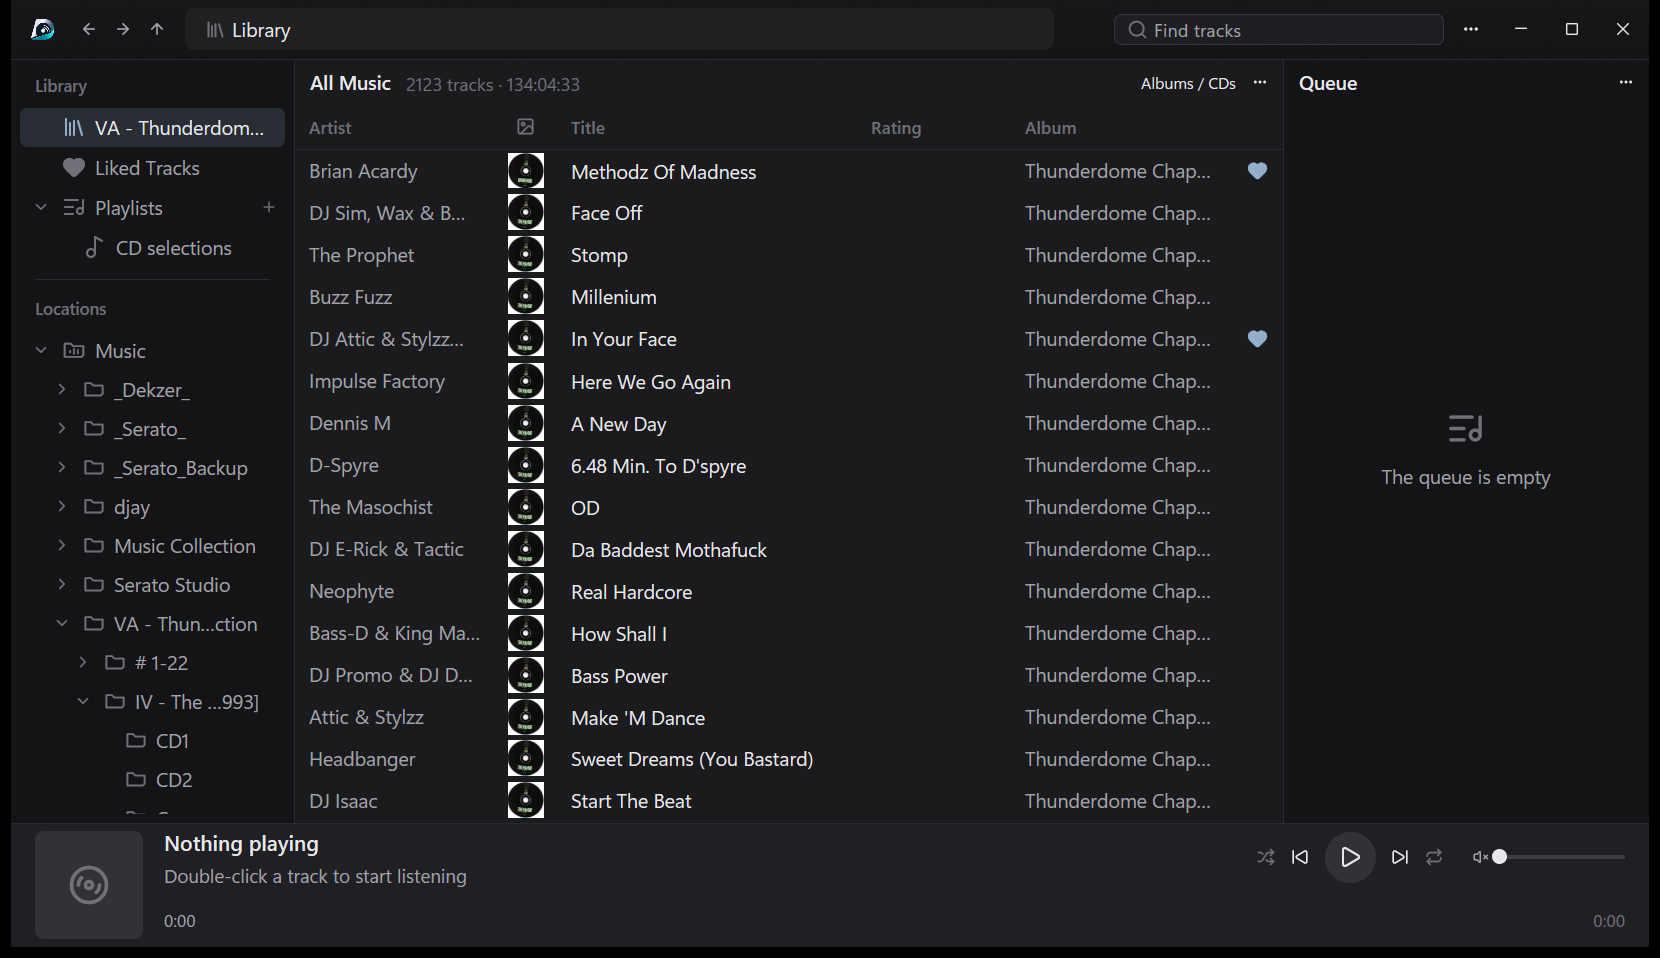 Library
Find tracks
Library
VA - Thunderdom...
Liked Tracks
Playlists
CD selections
Locations
Music
_Dekzer_
_Serato_
_Serato_Backup
djay
Music Collection
Serato Studio
VA - Thun...ction
# 1-22
IV - The ...993]
CD1
CD2
All Music 2123 tracks · 134:04:33
Albums / CDs
Artist Title Rating Album
Brian Acardy Methodz Of Madness Thunderdome Chap...
DJ Sim, Wax & B... Face Off Thunderdome Chap...
The Prophet Stomp Thunderdome Chap...
Buzz Fuzz Millenium Thunderdome Chap...
DJ Attic & Stylzz... In Your Face Thunderdome Chap...
Impulse Factory Here We Go Again Thunderdome Chap...
Dennis M A New Day Thunderdome Chap...
D-Spyre 6.48 Min. To D'spyre Thunderdome Chap...
The Masochist OD Thunderdome Chap...
DJ E-Rick & Tactic Da Baddest Mothafuck Thunderdome Chap...
Neophyte Real Hardcore Thunderdome Chap...
Bass-D & King Ma... How Shall I Thunderdome Chap...
DJ Promo & DJ D... Bass Power Thunderdome Chap...
Attic & Stylzz Make 'M Dance Thunderdome Chap...
Headbanger Sweet Dreams (You Bastard) Thunderdome Chap...
DJ Isaac Start The Beat Thunderdome Chap...
Queue
The queue is empty
Nothing playing
Double-click a track to start listening
0:00
0:00